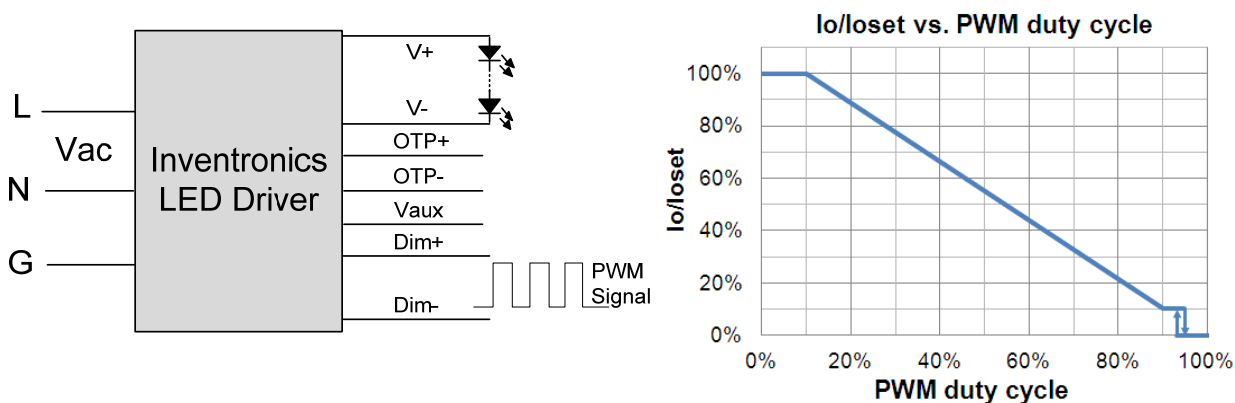 L
Vac
N
G
Inventronics
LED Driver
V+
V-
OTP+
OTP-
Vaux
Dim+
Dim-
PWM
Signal
Io/Ioset vs. PWM duty cycle
Io/Ioset
100%
80%
60%
40%
20%
0%
0% 20% 40% 60% 80% 100%
PWM duty cycle